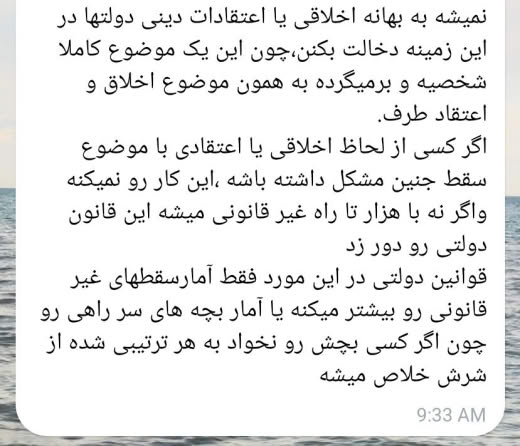 نمیشه به بهانه اخلاقی یا اعتقادات دینی دولتها در
این زمینه دخالت بکنن،چون این یک موضوع کاملا
شخصیه و برمیگرده به همون موضوع اخلاق و
اعتقاد طرف.
اگر کسی از لحاظ اخلاقی یا اعتقادی با موضوع
سقط جنین مشکل داشته باشه ،این کار رو نمیکنه
واگر نه با هزار تا راه غیر قانونی میشه این قانون
دولتی رو دور زد
قوانین دولتی در این مورد فقط آمارسقطهای غیر
قانونی رو بیشتر میکنه یا آمار بچه های سر راهی رو
چون اگر کسی بچش رو نخواد به هر ترتیبی شده از
شرش خلاص میشه
9:33 AM